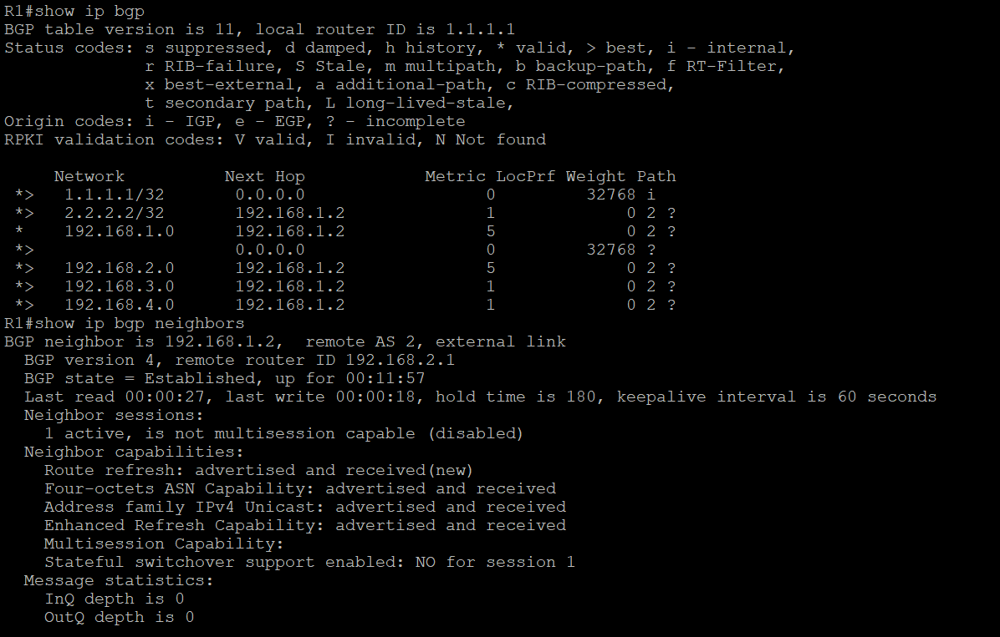 R1#show ip bgp
BGP table version is 11, local router ID is 1.1.1.1
Status codes: s suppressed, d damped, h history, * valid, > best, i - internal,
              r RIB-failure, S Stale, m multipath, b backup-path, f RT-Filter,
              x best-external, a additional-path, c RIB-compressed,
              t secondary path, L long-lived-stale,
Origin codes: i - IGP, e - EGP, ? - incomplete
RPKI validation codes: V valid, I invalid, N Not found

     Network          Next Hop            Metric LocPrf Weight Path
 *>   1.1.1.1/32       0.0.0.0                  0         32768 i
 *>   2.2.2.2/32       192.168.1.2              1             0 2 ?
 *    192.168.1.0      192.168.1.2              5             0 2 ?
 *>                    0.0.0.0                  0         32768 ?
 *>   192.168.2.0      192.168.1.2              5             0 2 ?
 *>   192.168.3.0      192.168.1.2              1             0 2 ?
 *>   192.168.4.0      192.168.1.2              1             0 2 ?
R1#show ip bgp neighbors
BGP neighbor is 192.168.1.2,  remote AS 2, external link
  BGP version 4, remote router ID 192.168.2.1
  BGP state = Established, up for 00:11:57
  Last read 00:00:27, last write 00:00:18, hold time is 180, keepalive interval is 60 seconds
  Neighbor sessions:
    1 active, is not multisession capable (disabled)
  Neighbor capabilities:
    Route refresh: advertised and received(new)
    Four-octets ASN Capability: advertised and received
    Address family IPv4 Unicast: advertised and received
    Enhanced Refresh Capability: advertised and received
    Multisession Capability:
    Stateful switchover support enabled: NO for session 1
  Message statistics:
    InQ depth is 0
    OutQ depth is 0